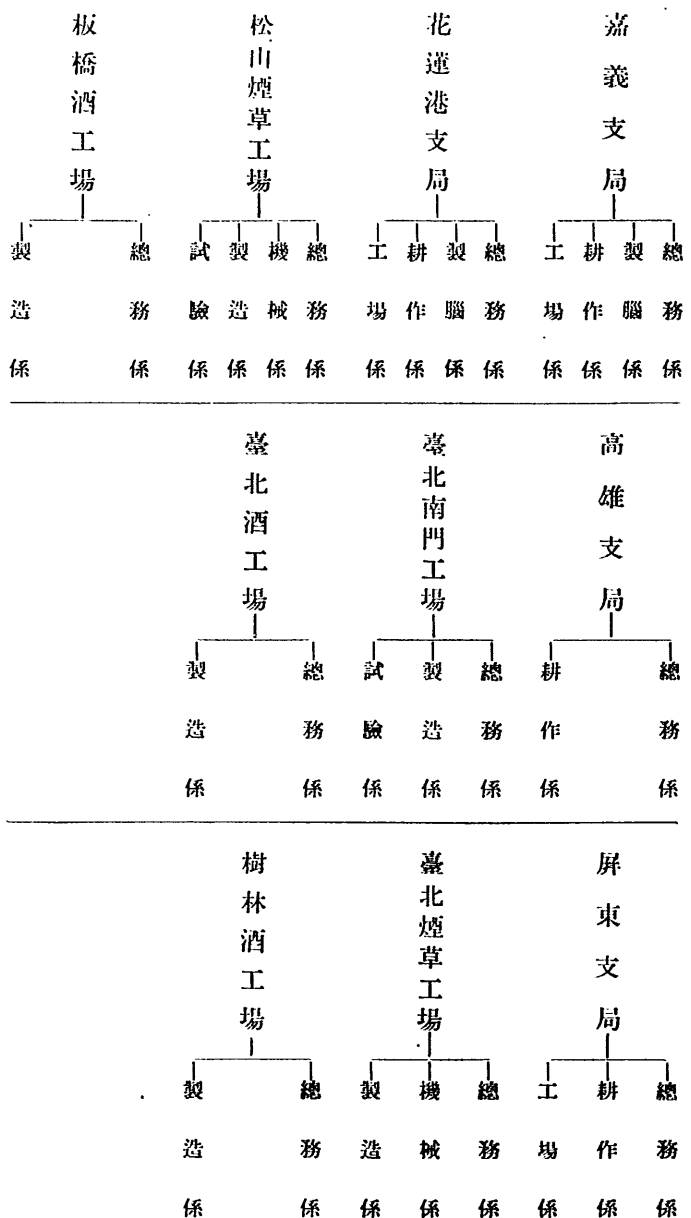 嘉義支局
總務係
製腦係
耕作係
工場係
花蓮港支局
總務係
製腦係
耕作係
工場係
松山煙草工場
總務係
機械係
製造係
試驗係
板橋酒工場
總務係
製造係
高雄支局
總務係
耕作係
臺北南門工場
總務係
製造係
試驗係
臺北酒工場
總務係
製造係
屏東支局
總務係
耕作係
工場係
臺北煙草工場
總務係
機械係
製造係
樹林酒工場
總務係
製造係